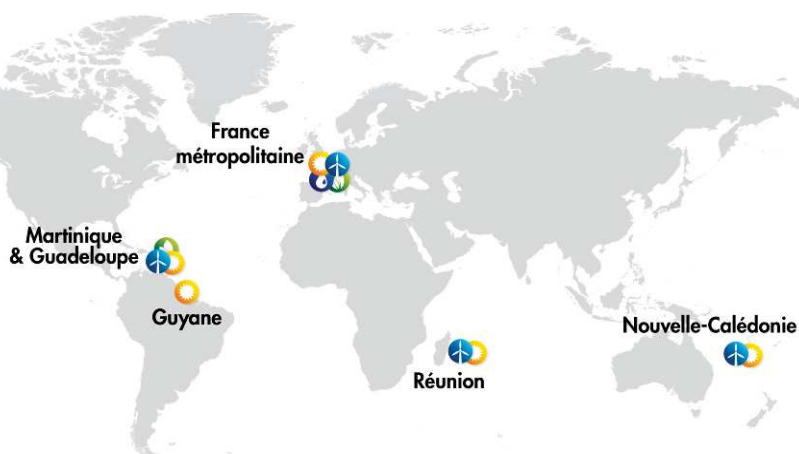 France
métropolitaine
Martinique
& Guadeloupe
Guyane
Nouvelle-Calédonie
Réunion